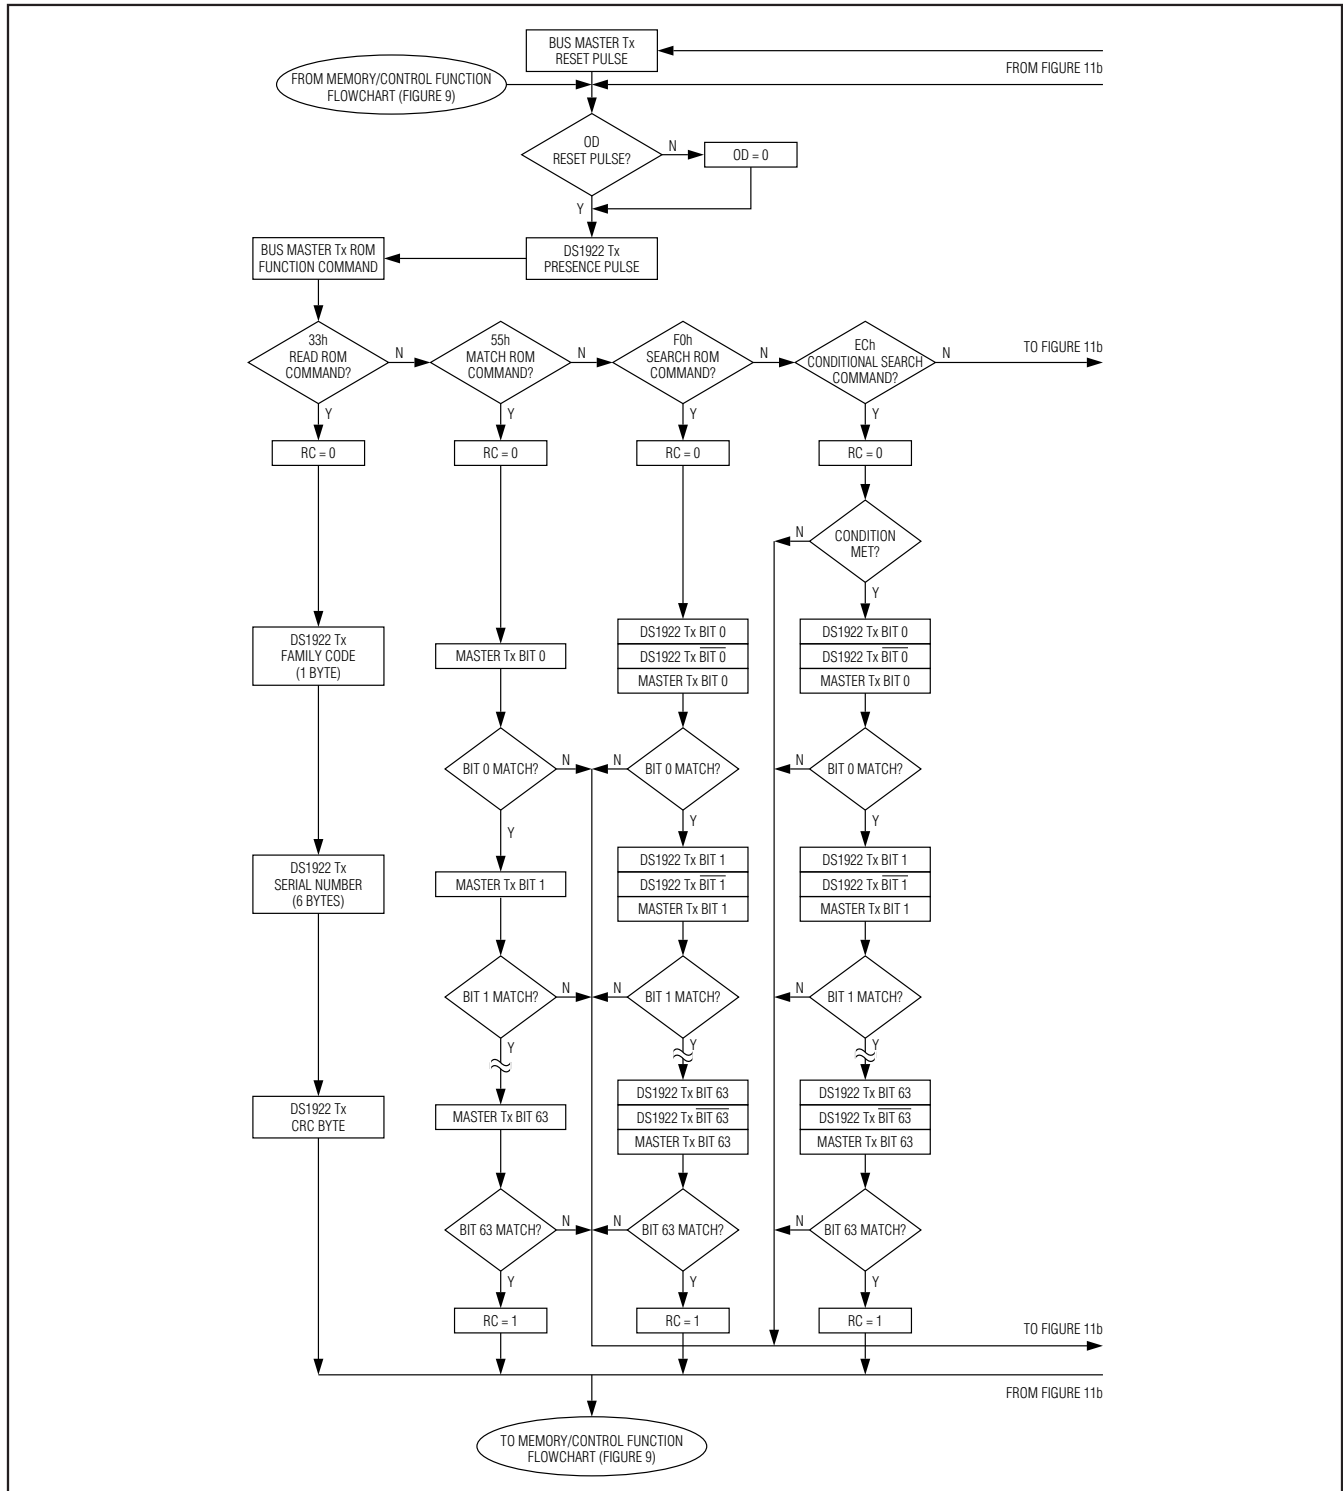 BUS MASTER Tx
RESET PULSE
FROM FIGURE 11b
FROM MEMORY/CONTROL FUNCTION
FLOWCHART (FIGURE 9)
OD
RESET PULSE?
N
OD = 0
Y
BUS MASTER Tx ROM
FUNCTION COMMAND
DS1922 Tx
PRESENCE PULSE
33h
READ ROM
COMMAND?
N
55h
MATCH ROM
COMMAND?
N
F0h
SEARCH ROM
COMMAND?
N
ECh
CONDITIONAL SEARCH
COMMAND?
N
TO FIGURE 11b
Y
Y
Y
Y
RC = 0
RC = 0
RC = 0
RC = 0
N
CONDITION
MET?
Y
DS1922 Tx
FAMILY CODE
(1 BYTE)
MASTER Tx BIT 0
DS1922 Tx BIT 0
DS1922 Tx BIT 0
MASTER Tx BIT 0
DS1922 Tx BIT 0
DS1922 Tx BIT 0
MASTER Tx BIT 0
BIT 0 MATCH?
N
N
BIT 0 MATCH?
N
BIT 0 MATCH?
Y
Y
Y
DS1922 Tx
SERIAL NUMBER
(6 BYTES)
MASTER Tx BIT 1
DS1922 Tx BIT 1
DS1922 Tx BIT 1
MASTER Tx BIT 1
DS1922 Tx BIT 1
DS1922 Tx BIT 1
MASTER Tx BIT 1
BIT 1 MATCH?
N
N
BIT 1 MATCH?
N
BIT 1 MATCH?
Y
Y
Y
DS1922 Tx
CRC BYTE
MASTER Tx BIT 63
DS1922 Tx BIT 63
DS1922 Tx BIT 63
MASTER Tx BIT 63
DS1922 Tx BIT 63
DS1922 Tx BIT 63
MASTER Tx BIT 63
BIT 63 MATCH?
N
N
BIT 63 MATCH?
N
BIT 63 MATCH?
Y
Y
Y
RC = 1
RC = 1
RC = 1
TO FIGURE 11b
FROM FIGURE 11b
TO MEMORY/CONTROL FUNCTION
FLOWCHART (FIGURE 9)